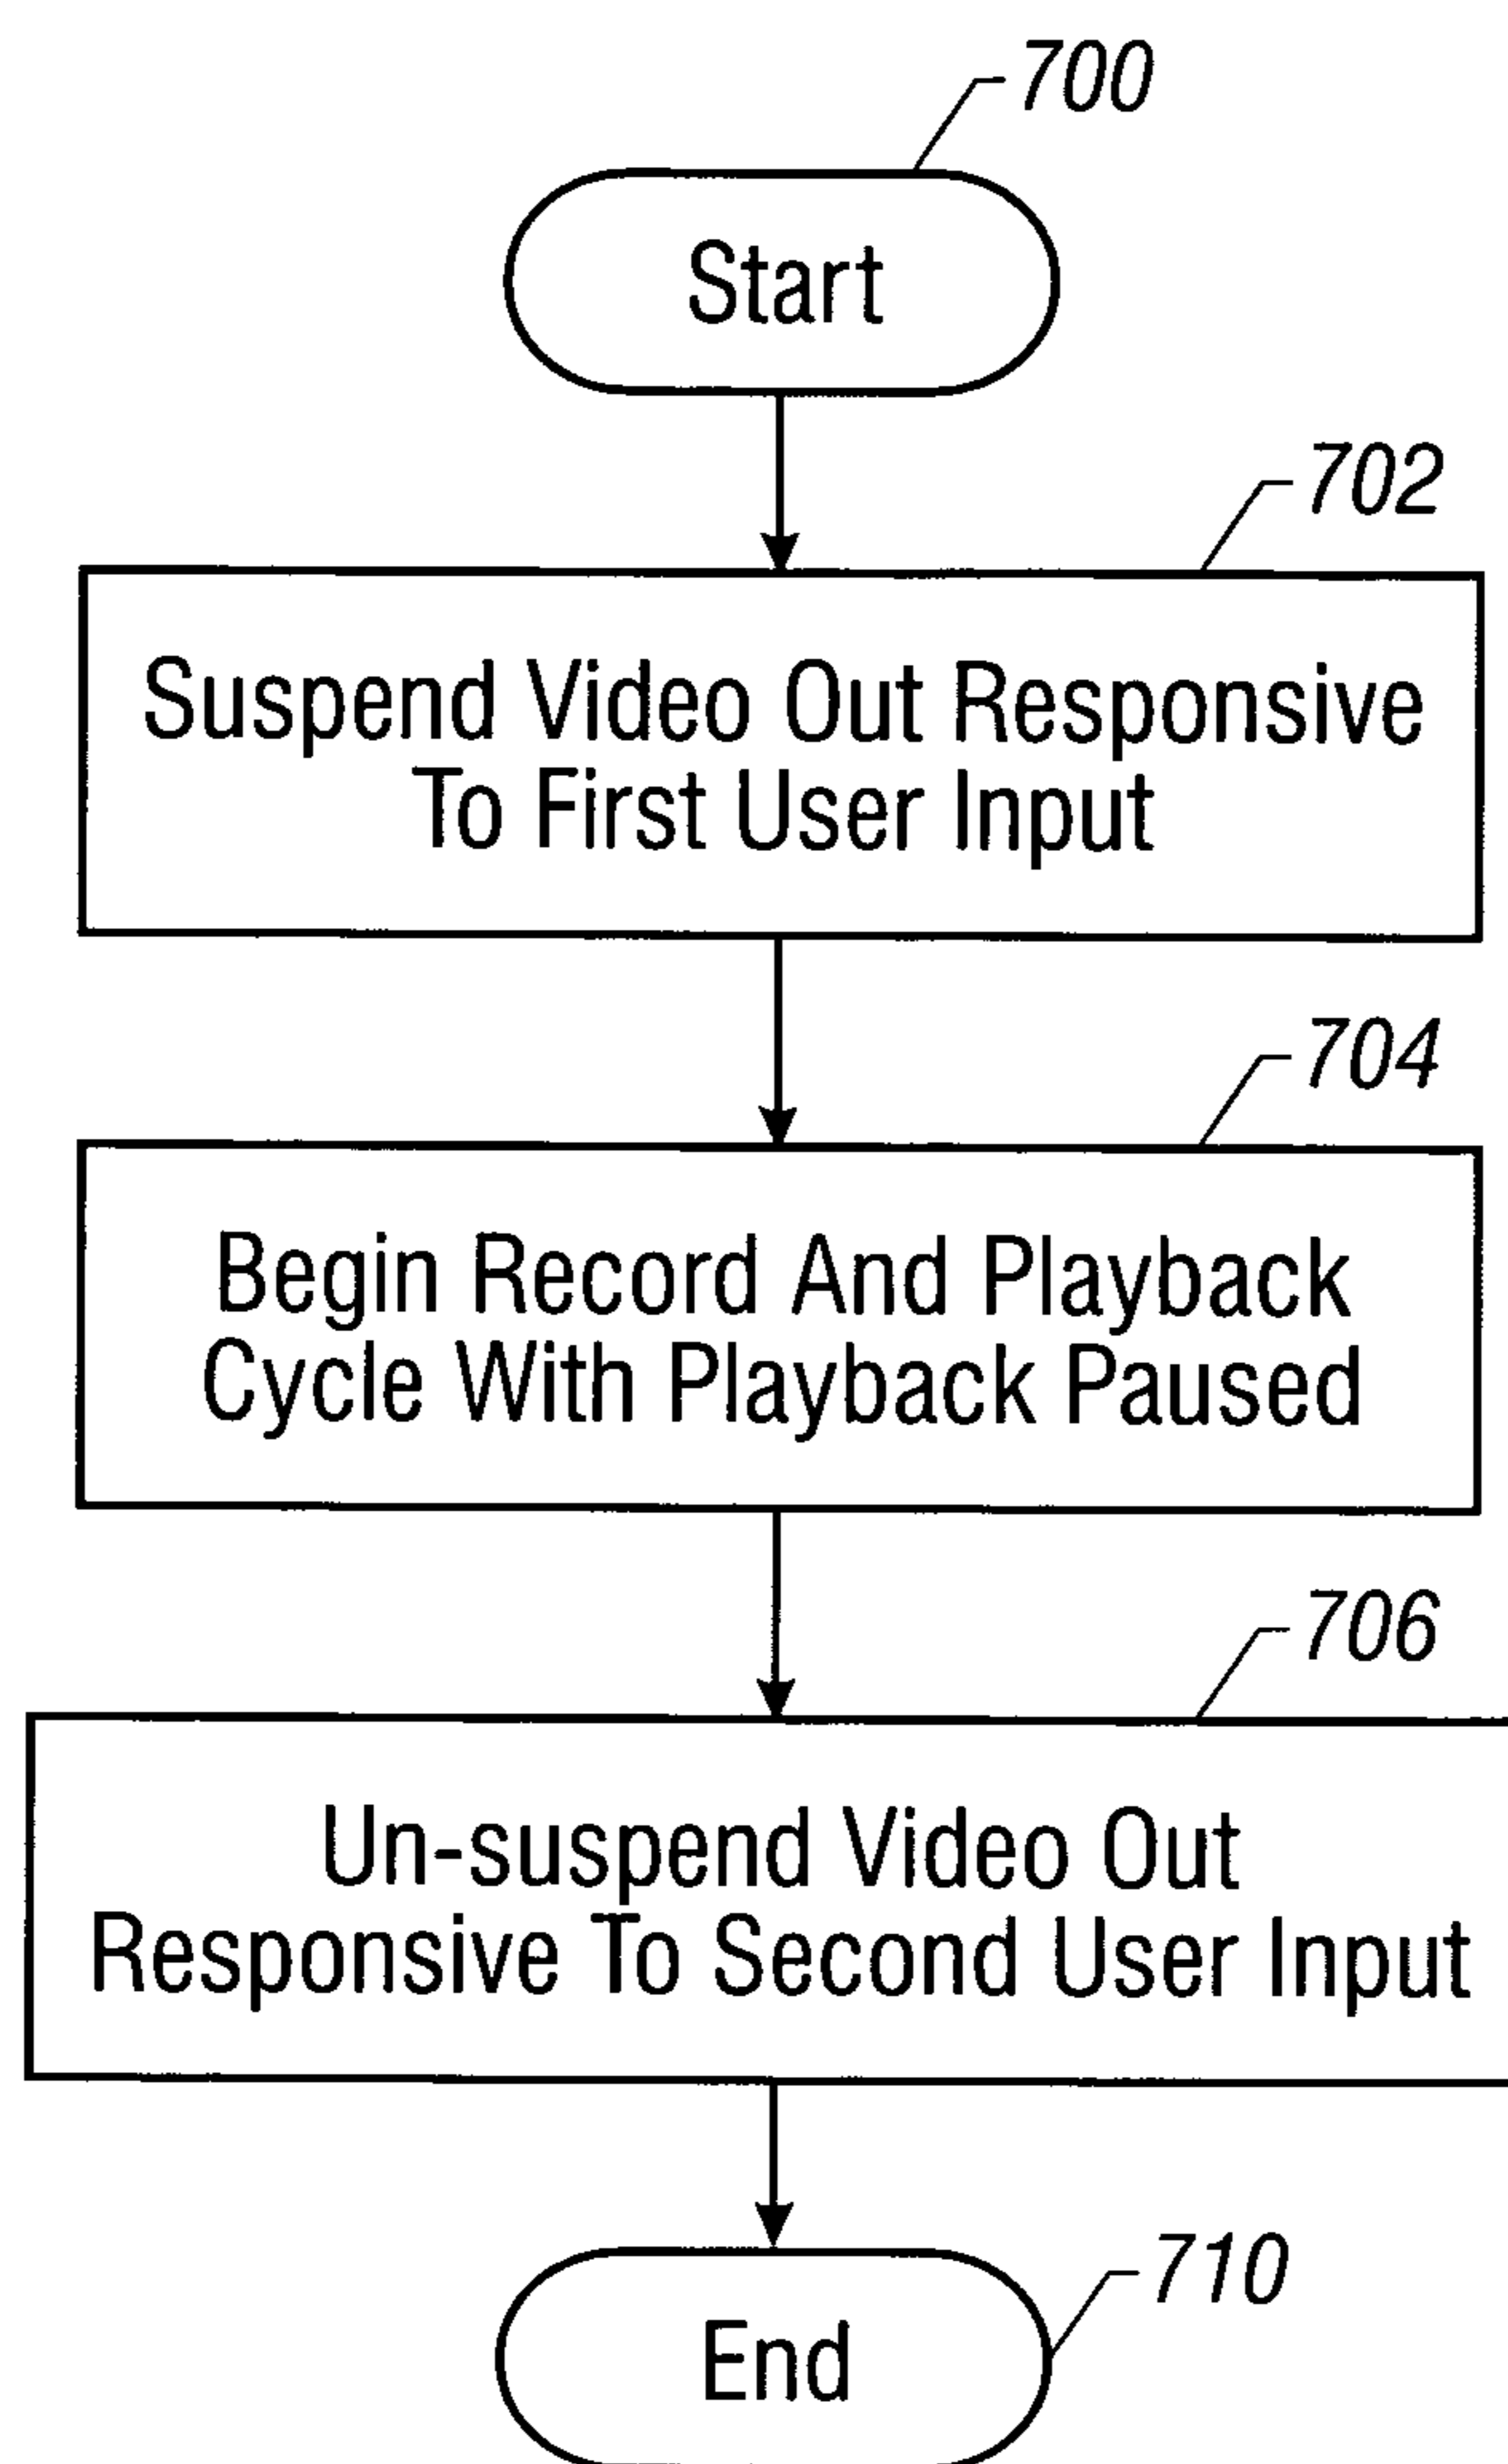 700
Start
702
Suspend Video Out Responsive
To First User Input
704
Begin Record And Playback
Cycle With Playback Paused
706
Un-suspend Video Out
Responsive To Second User Input
710
End